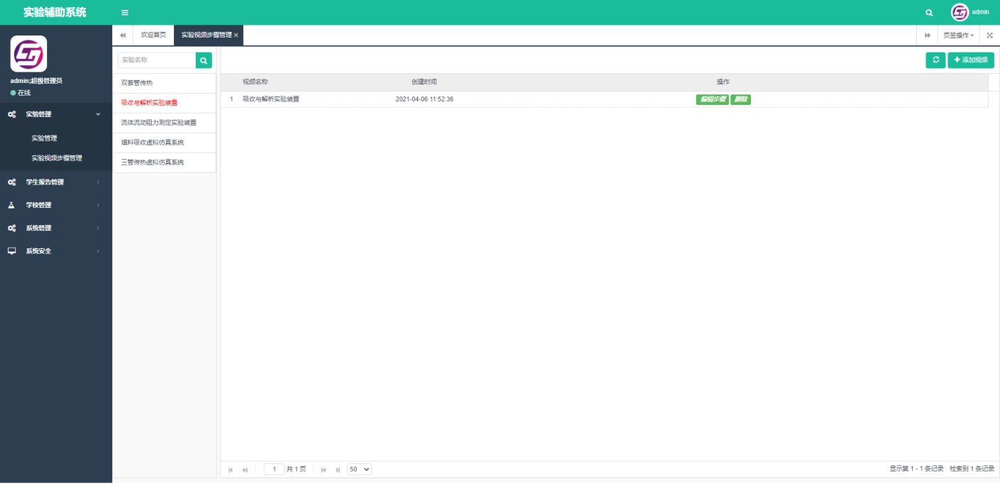 实验辅助系统
admin
欢迎首页
实验视频步骤管理 ×
页签操作
admin;超级管理员
在线
实验管理
实验管理
实验视频步骤管理
学生报告管理
学校管理
系统管理
系统安全
实验名称
双套管传热
吸收与解析实验装置
流体流动阻力测定实验装置
填料吸收虚拟仿真系统
三管传热虚拟仿真系统
添加视频
视频名称 创建时间 操作
1 吸收与解析实验装置 2021-04-06 11:52:36 编辑步骤 删除
1 共 1 页 50
显示第 1 - 1 条记录 检索到 1 条记录